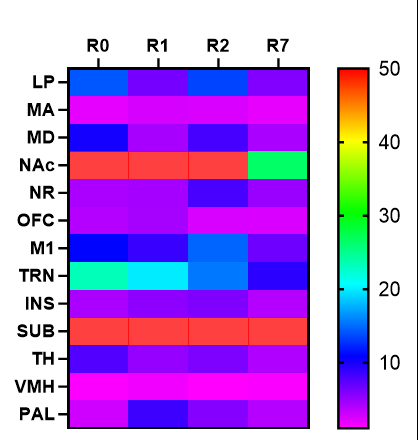 R0 R1 R2 R7
LP
MA
MD
NAc
NR
OFC
M1
TRN
INS
SUB
TH
VMH
PAL
50
40
30
20
10